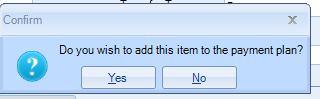 Confirm
Do you wish to add this item to the payment plan?
Yes No